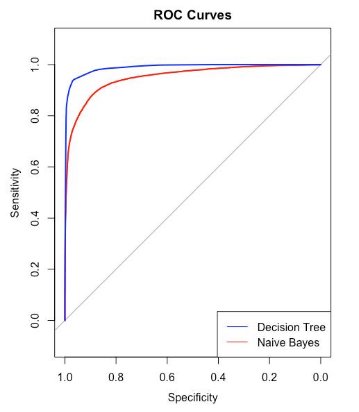 ROC Curves
Sensitivity
1.0
0.8
0.6
0.4
0.2
0.0
Decision Tree
Naive Bayes
1.0 0.8 0.6 0.4 0.2 0.0
Specificity